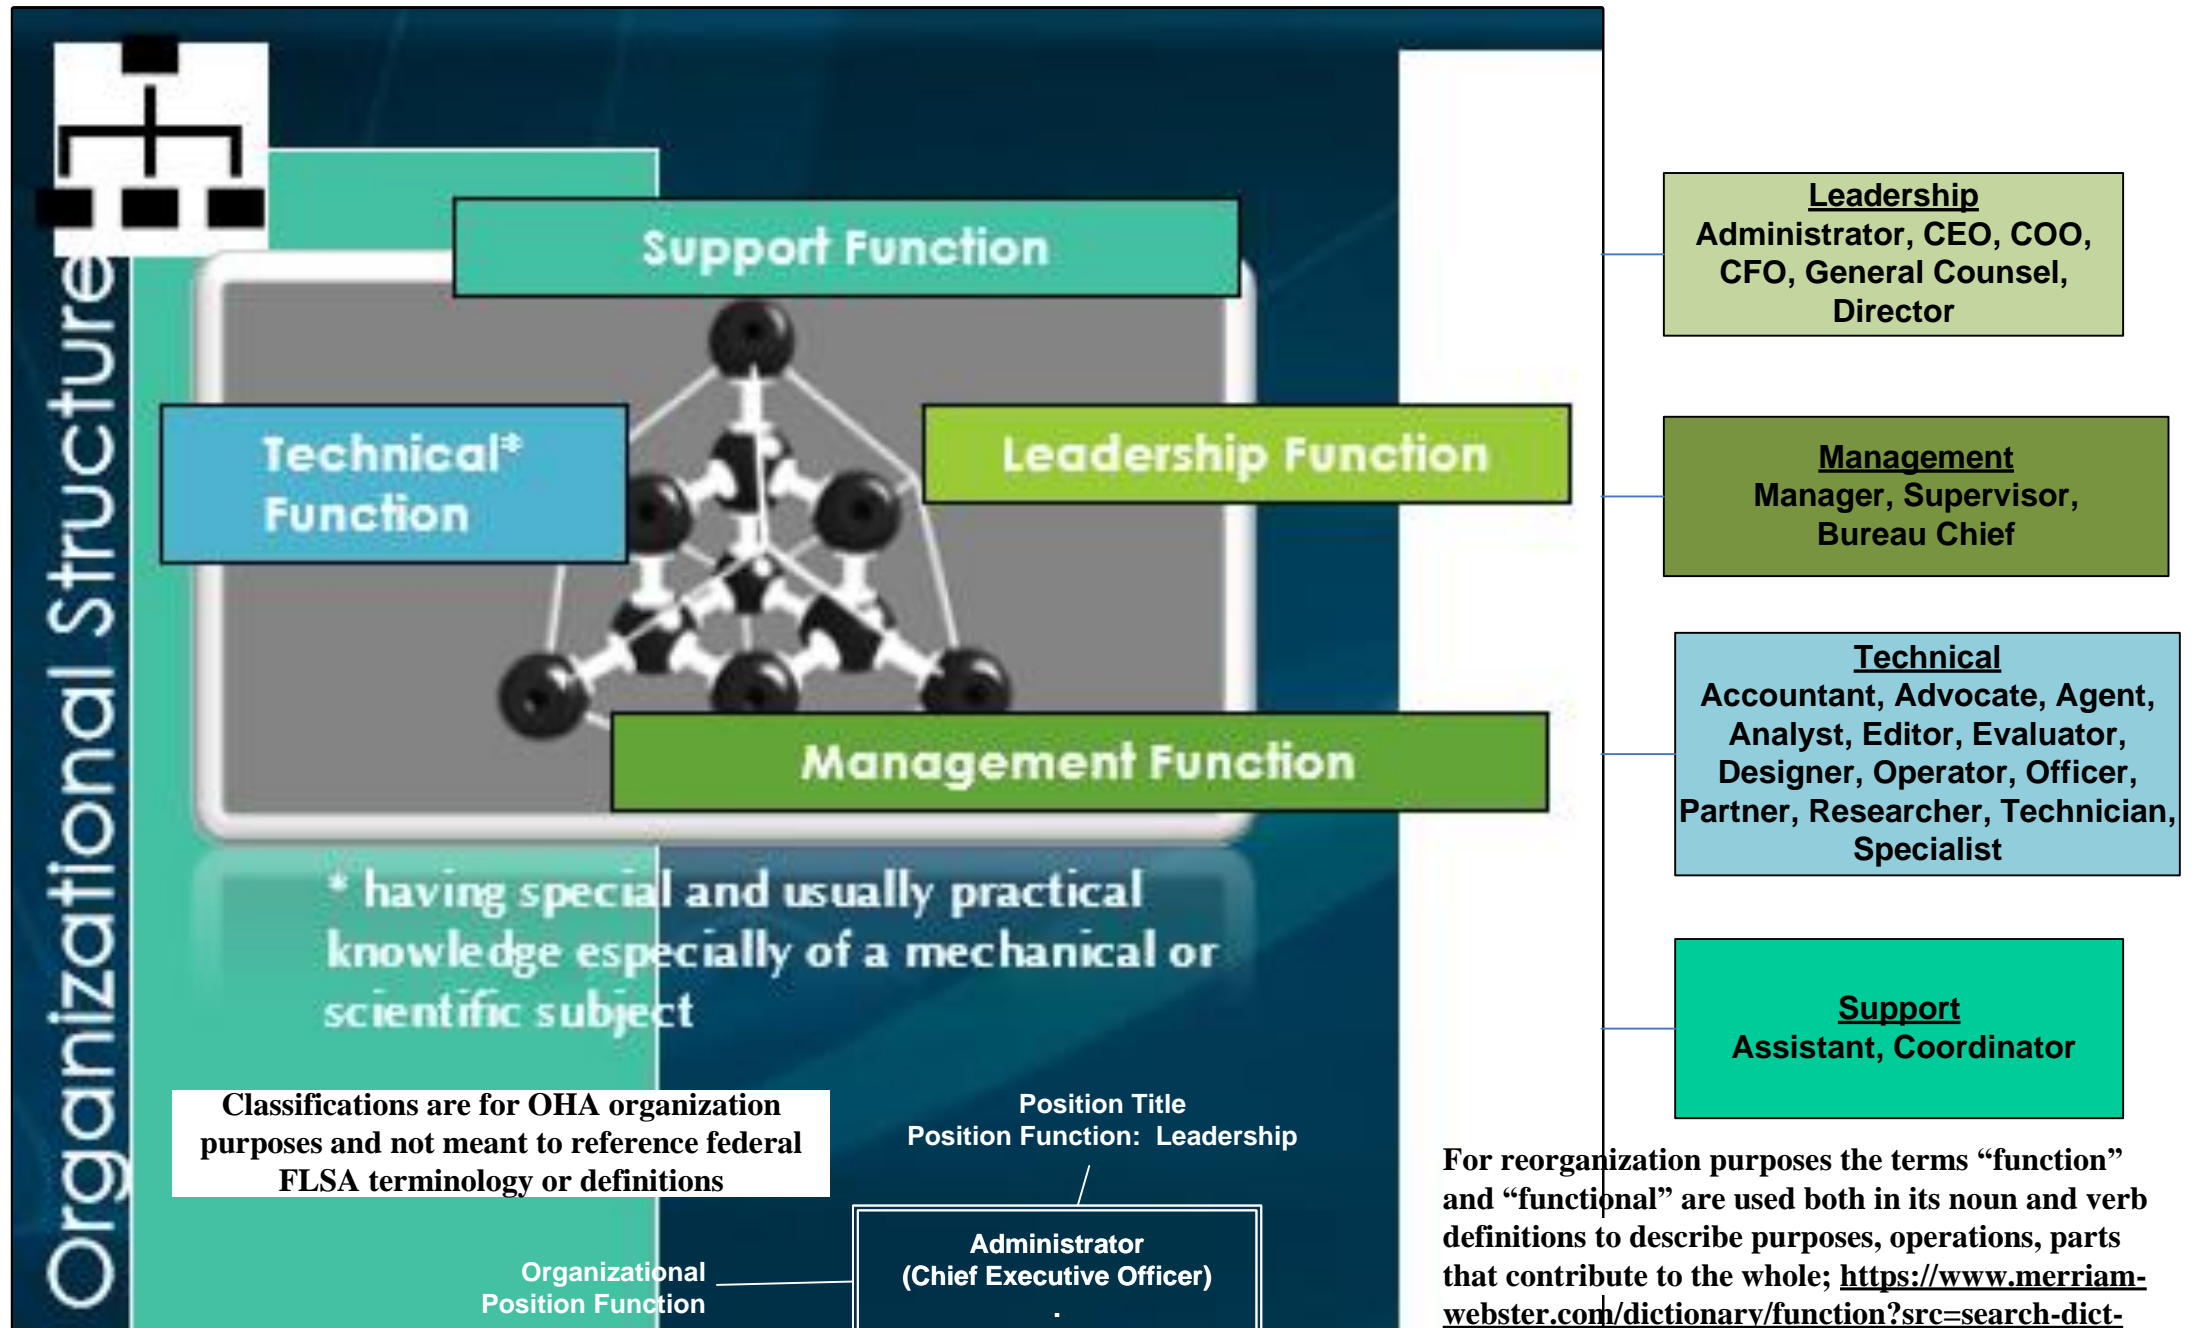 Organizational Structure
Support Function
Technical*
Function
Leadership Function
Management Function
* having special and usually practical
knowledge especially of a mechanical or
scientific subject
Classifications are for OHA organization
purposes and not meant to reference federal
FLSA terminology or definitions
Position Title
Position Function: Leadership
Organizational
Position Function
Administrator
(Chief Executive Officer)
.
Leadership
Administrator, CEO, COO,
CFO, General Counsel,
Director
Management
Manager, Supervisor,
Bureau Chief
Technical
Accountant, Advocate, Agent,
Analyst, Editor, Evaluator,
Designer, Operator, Officer,
Partner, Researcher, Technician,
Specialist
Support
Assistant, Coordinator
For reorganization purposes the terms “function”
and “functional” are used both in its noun and verb
definitions to describe purposes, operations, parts
that contribute to the whole; https://www.merriam-
webster.com/dictionary/function?src=search-dict-